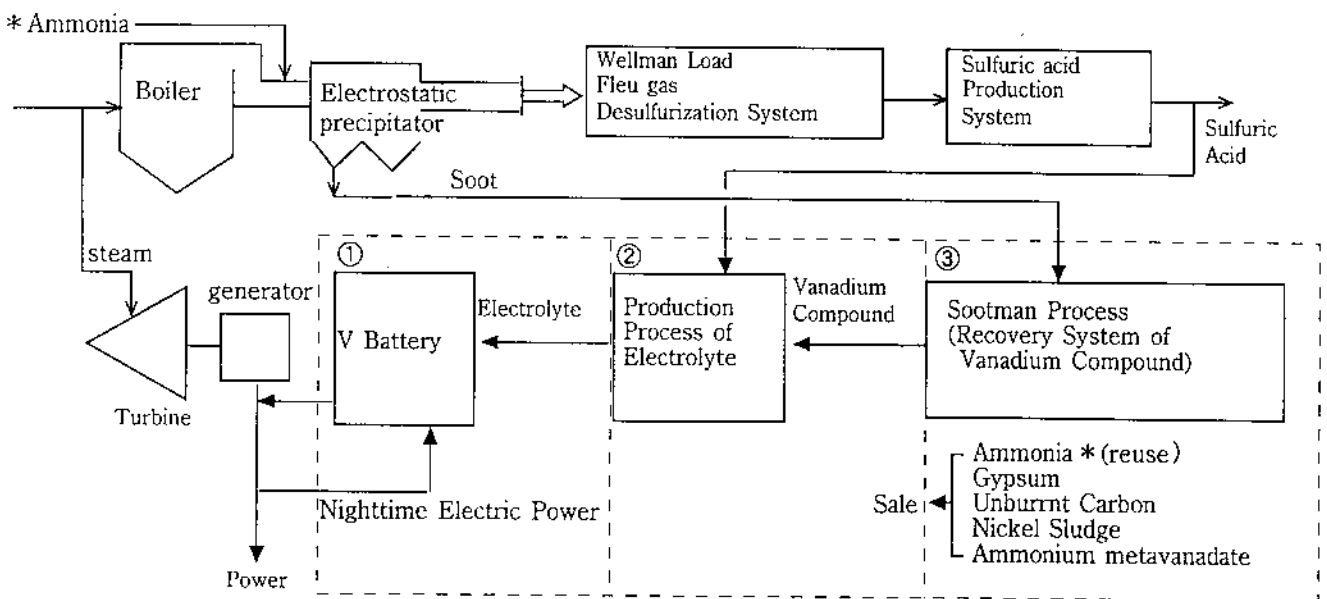 * Ammonia
Boiler
Electrostatic
precipitator
Wellman Load
Fleu gas
Desulfurization System
Sulfuric acid
Production
System
Sulfuric
Acid
Soot
steam
generator
Turbine
①
V Battery
Electrolyte
②
Production
Process of
Electrolyte
Vanadium
Compound
③
Sootman Process
(Recovery System of
Vanadium Compound)
Nighttime Electric Power
Power
Sale
Ammonia * (reuse)
Gypsum
Unburrnt Carbon
Nickel Sludge
Ammonium metavanadate